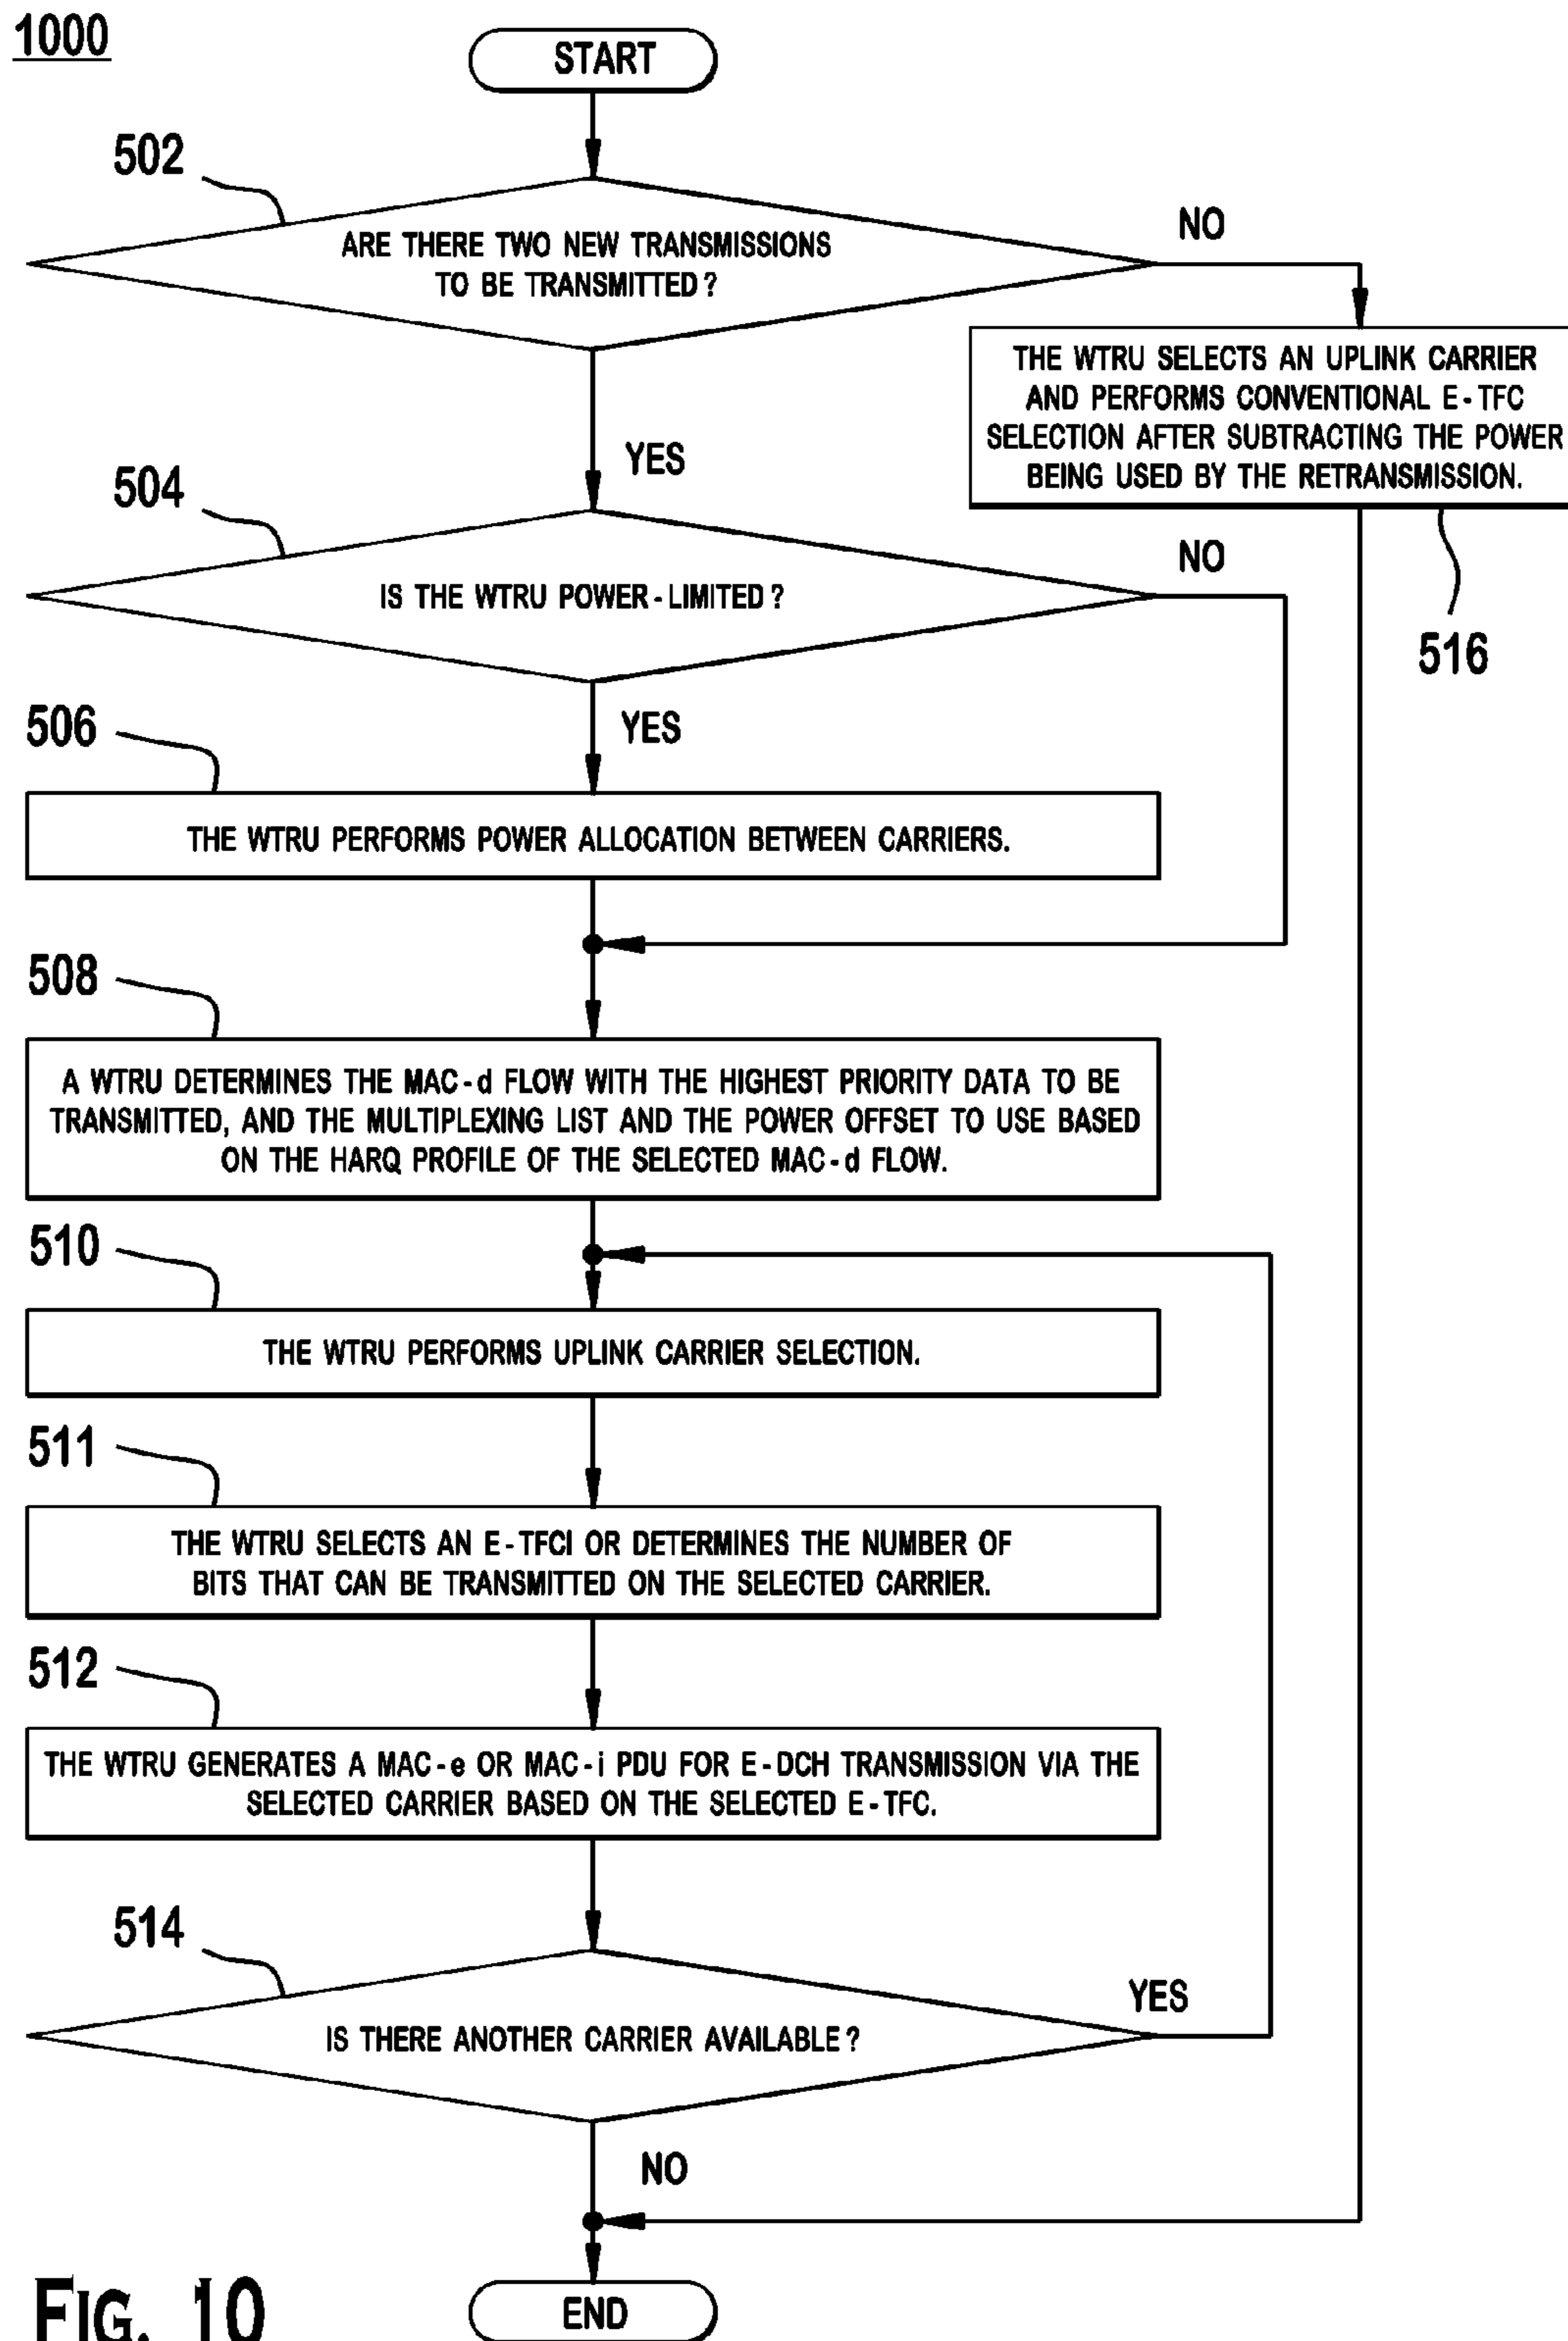 1000
START
502
ARE THERE TWO NEW TRANSMISSIONS
TO BE TRANSMITTED?
NO
THE WTRU SELECTS AN UPLINK CARRIER
AND PERFORMS CONVENTIONAL E-TFC
SELECTION AFTER SUBTRACTING THE POWER
BEING USED BY THE RETRANSMISSION.
516
YES
504
IS THE WTRU POWER-LIMITED?
NO
YES
506
THE WTRU PERFORMS POWER ALLOCATION BETWEEN CARRIERS.
508
A WTRU DETERMINES THE MAC-d FLOW WITH THE HIGHEST PRIORITY DATA TO BE
TRANSMITTED, AND THE MULTIPLEXING LIST AND THE POWER OFFSET TO USE BASED
ON THE HARQ PROFILE OF THE SELECTED MAC-d FLOW.
510
THE WTRU PERFORMS UPLINK CARRIER SELECTION.
511
THE WTRU SELECTS AN E-TFCI OR DETERMINES THE NUMBER OF
BITS THAT CAN BE TRANSMITTED ON THE SELECTED CARRIER.
512
THE WTRU GENERATES A MAC-e OR MAC-i PDU FOR E-DCH TRANSMISSION VIA THE
SELECTED CARRIER BASED ON THE SELECTED E-TFC.
514
IS THERE ANOTHER CARRIER AVAILABLE?
YES
NO
END
FIG. 10